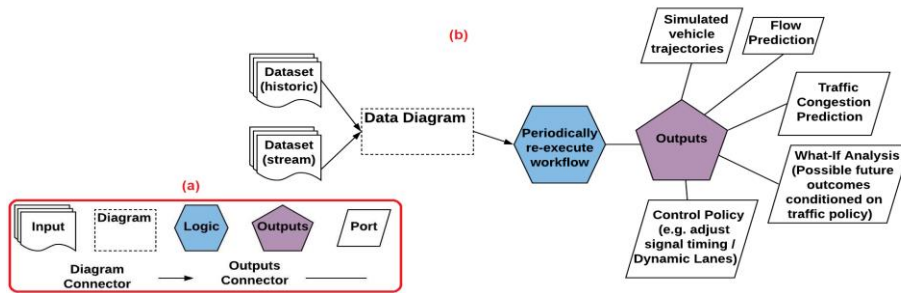 (b)
Simulated
vehicle
trajectories
Flow
Prediction
Dataset
(historic)
Data Diagram
Dataset
(stream)
Periodically
re-execute
workflow
Outputs
Traffic
Congestion
Prediction
What-If Analysis
(Possible future
outcomes
conditioned on
traffic policy)
Control Policy
(e.g. adjust
signal timing /
Dynamic Lanes)
(a)
Input
Diagram
Logic
Outputs
Port
Diagram
Connector
Outputs
Connector